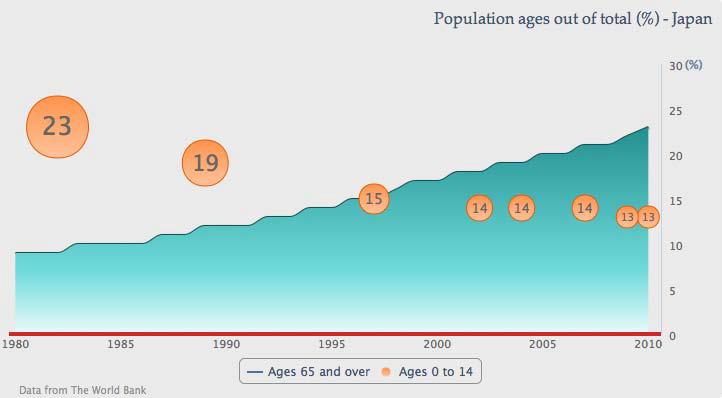 Population ages out of total (%) - Japan
30 (%)
25
23
20
19
15
15
14 14 14
13 13
10
5
0
1980 1985 1990 1995 2000 2005 2010
Ages 65 and over Ages 0 to 14
Data from The World Bank